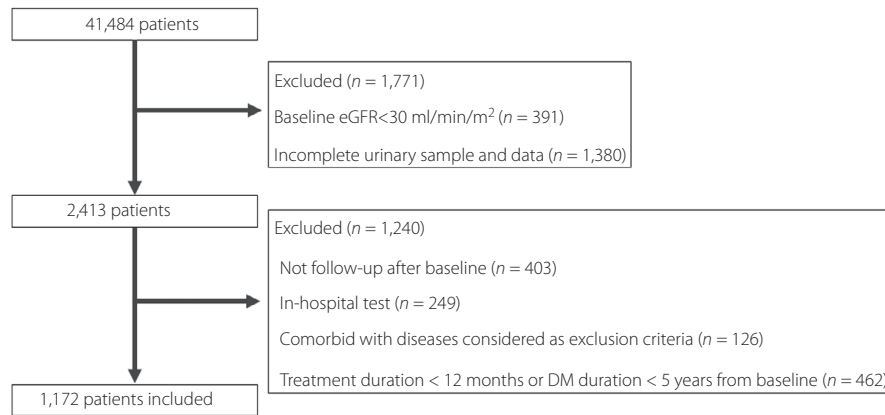 41,484 patients
Excluded (n = 1,771)
Baseline eGFR<30 ml/min/m² (n = 391)
Incomplete urinary sample and data (n = 1,380)
2,413 patients
Excluded (n = 1,240)
Not follow-up after baseline (n = 403)
In-hospital test (n = 249)
Comorbid with diseases considered as exclusion criteria (n = 126)
Treatment duration < 12 months or DM duration < 5 years from baseline (n = 462)
1,172 patients included